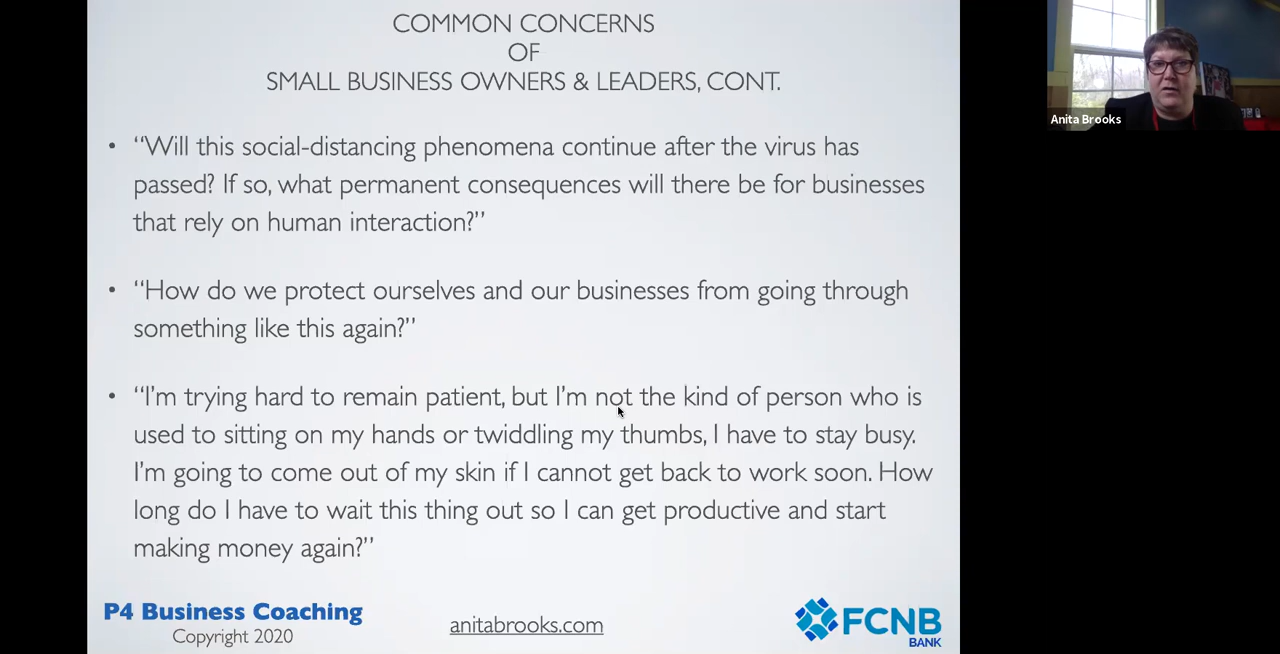 COMMON CONCERNS
OF
SMALL BUSINESS OWNERS & LEADERS, CONT.
• “Will this social-distancing phenomena continue after the virus has
passed? If so, what permanent consequences will there be for businesses
that rely on human interaction?”
• “How do we protect ourselves and our businesses from going through
something like this again?”
• “I’m trying hard to remain patient, but I’m not the kind of person who is
used to sitting on my hands or twiddling my thumbs, I have to stay busy.
I’m going to come out of my skin if I cannot get back to work soon. How
long do I have to wait this thing out so I can get productive and start
making money again?”
P4 Business Coaching
Copyright 2020
anitabrooks.com
FCNB
BANK
Anita Brooks